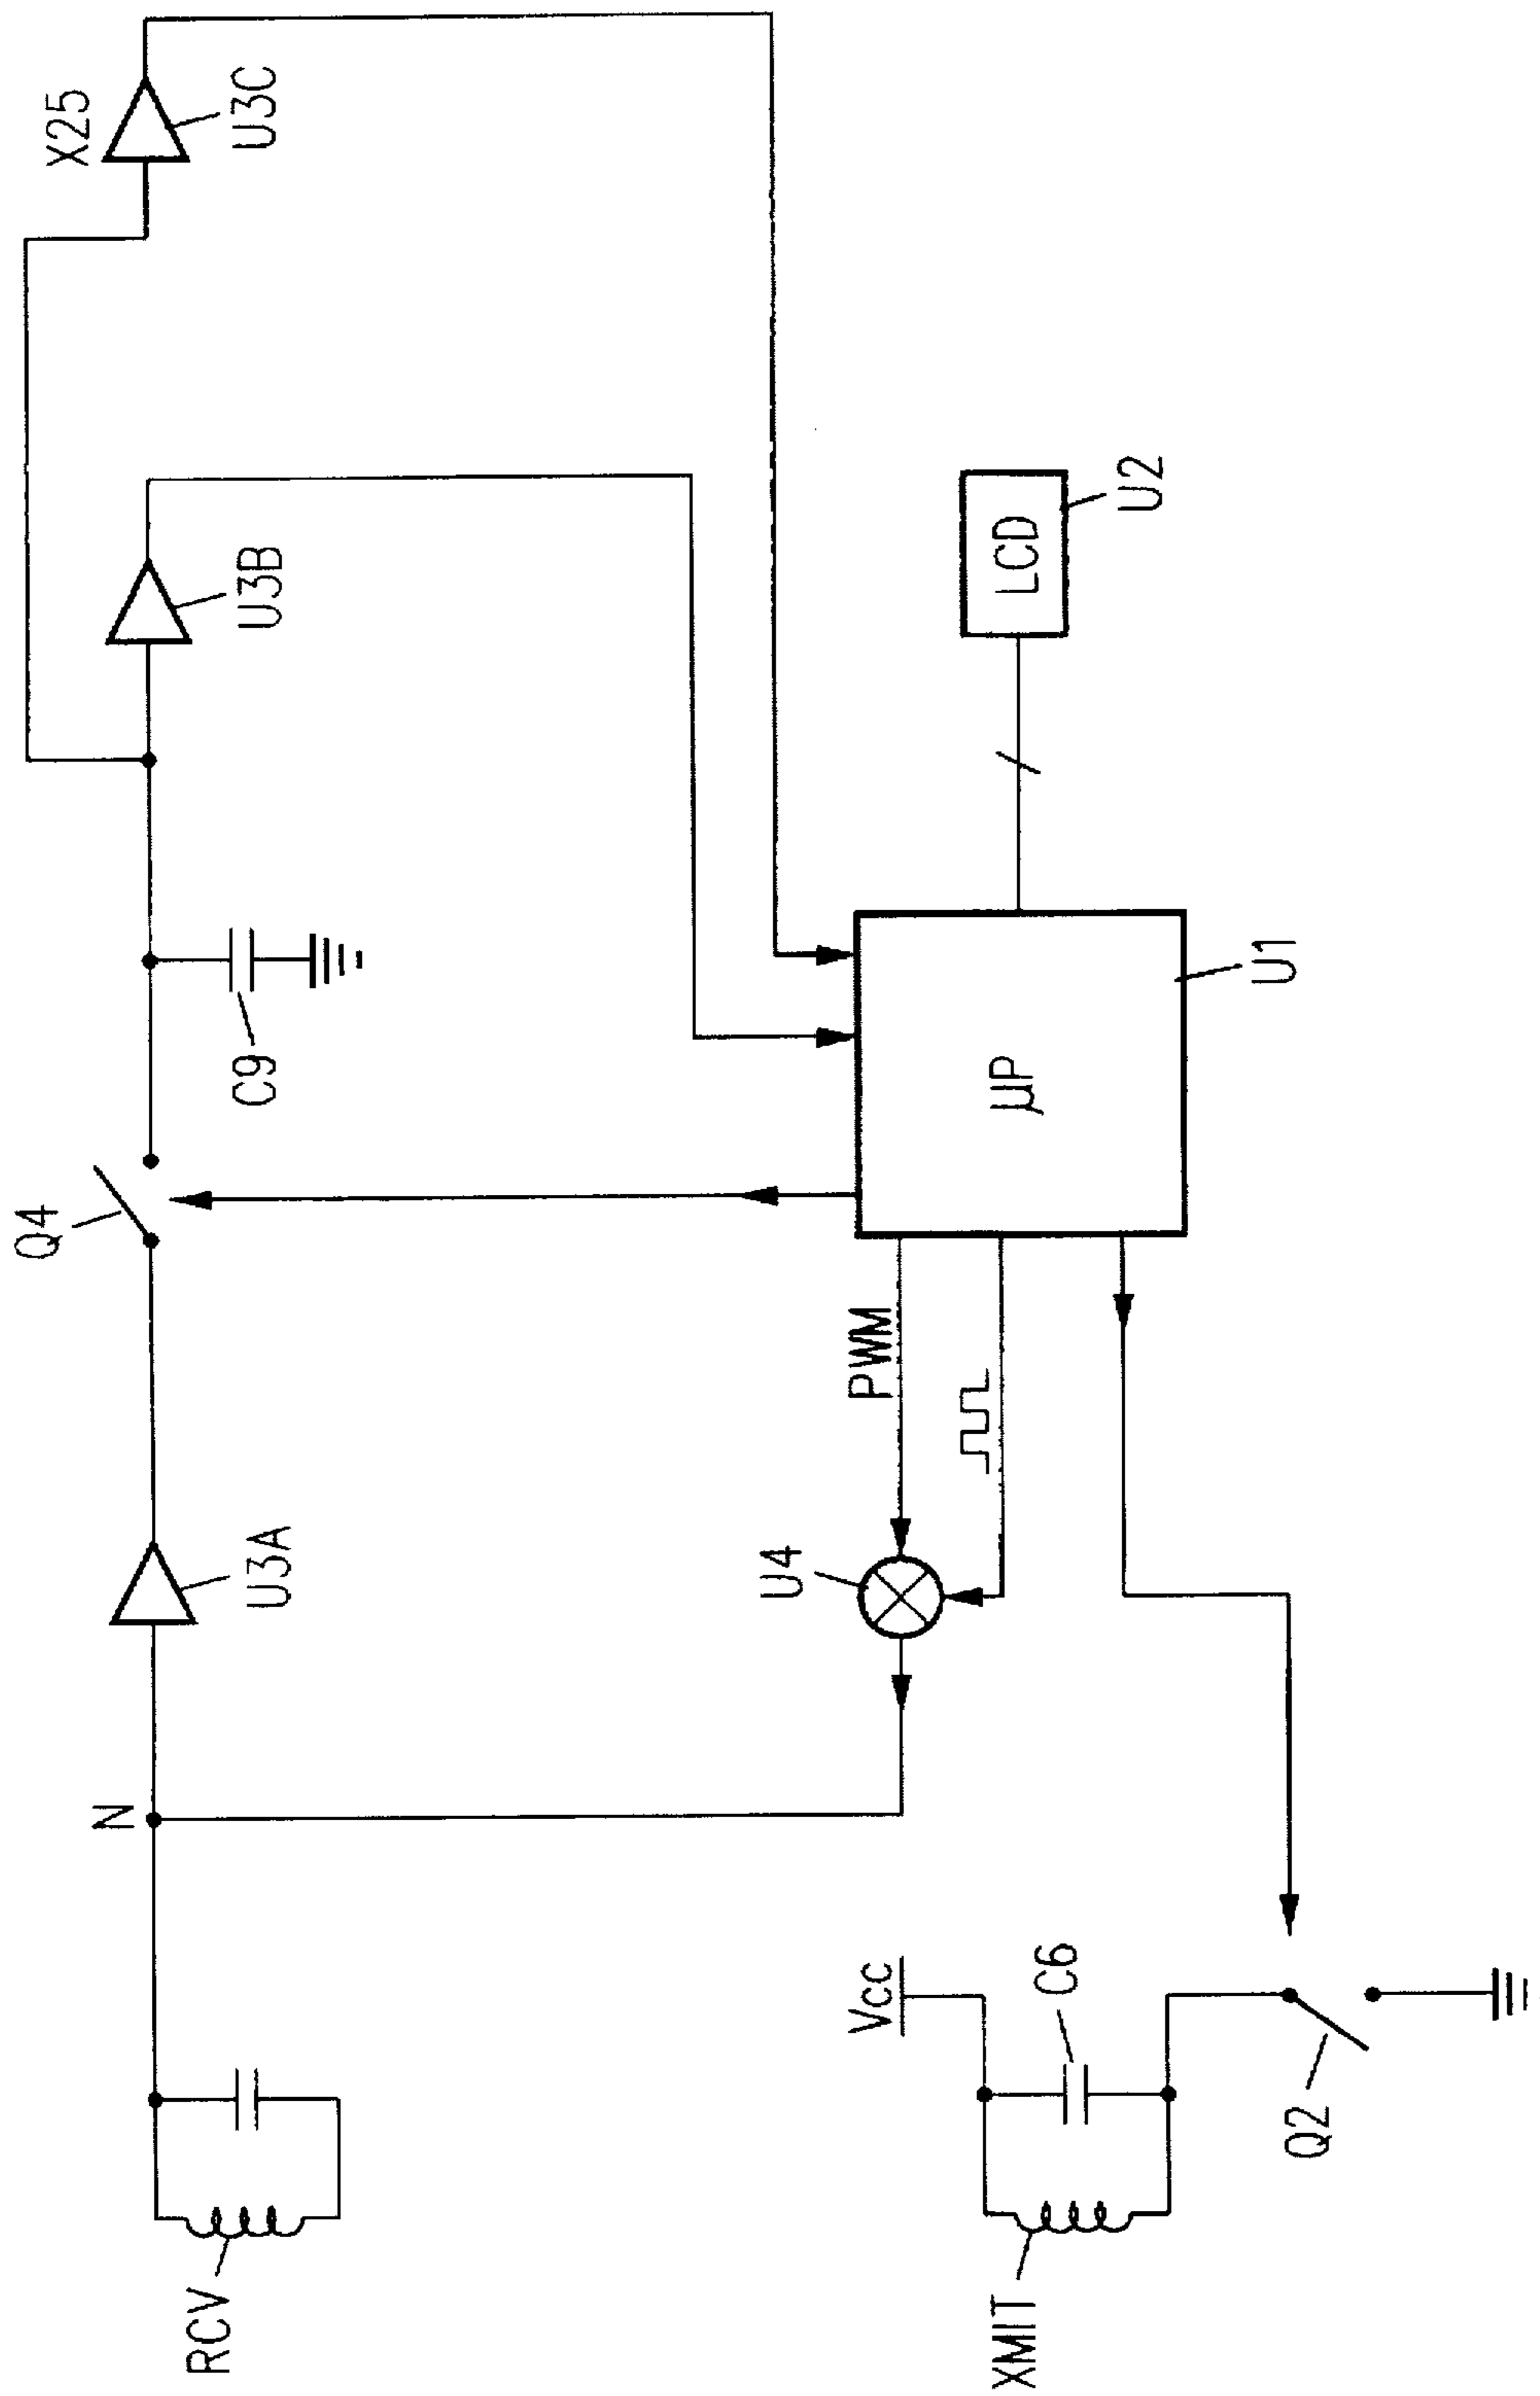 X25
U3C
U3B
Q4
C9
U3A
N
RCV
LCD
U2
µP
U1
PWM
U4
Vcc
C6
Q2
XMIT